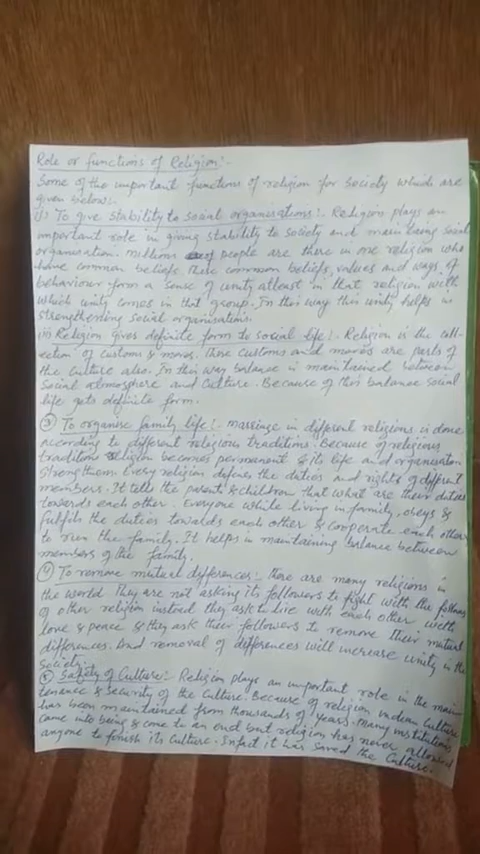 Role or functions of Religion:-
Some of the important functions of religion for society which are
given below:-
(i) To give stability to social organisations:- Religion plays an
important role in giving stability to society and maintaining social
organisation. millions of people are there in one religion who
have common beliefs. These common beliefs, values and ways of
behaviour form a sense of unity atleast in that religion with
which unity comes in that group. In this way this unity helps in
strengthening social organisations.
(ii) Religion gives definite form to social life:- Religion is the coll-
ection of customs & mores. These customs and mores are parts of
the culture also. In this way balance is maintained between
social atmosphere and Culture. Because of this balance social
life gets definite form.
(3) To organise family life:- marriage in different religions is done
according to different religious traditions. Because of religious
traditions religion becomes permanent & its life and organisation
strengthens. Every religion defines the duties and rights of different
members. It tells the parents & children that what are their duties
towards each other. Everyone while living in family, obeys &
fulfils the duties towards each other & cooperate each other
to run the family. It helps in maintaining balance between
members of the family.
(4) To remove mutual differences:- there are many religions in
the world. They are not asking its followers to fight with the followers
of other religion instead they ask to live with each other with
love & peace & they ask their followers to remove their mutual
differences. And removal of differences will increase unity in the
society.
(5) Safety of Culture:- Religion plays an important role in the main-
tenance & security of the culture. Because of religion Indian Culture
has been maintained from thousands of years. Many institutions
came into being & come to an end but religion has never allowed
anyone to finish its Culture. Infact it has saved the Culture.